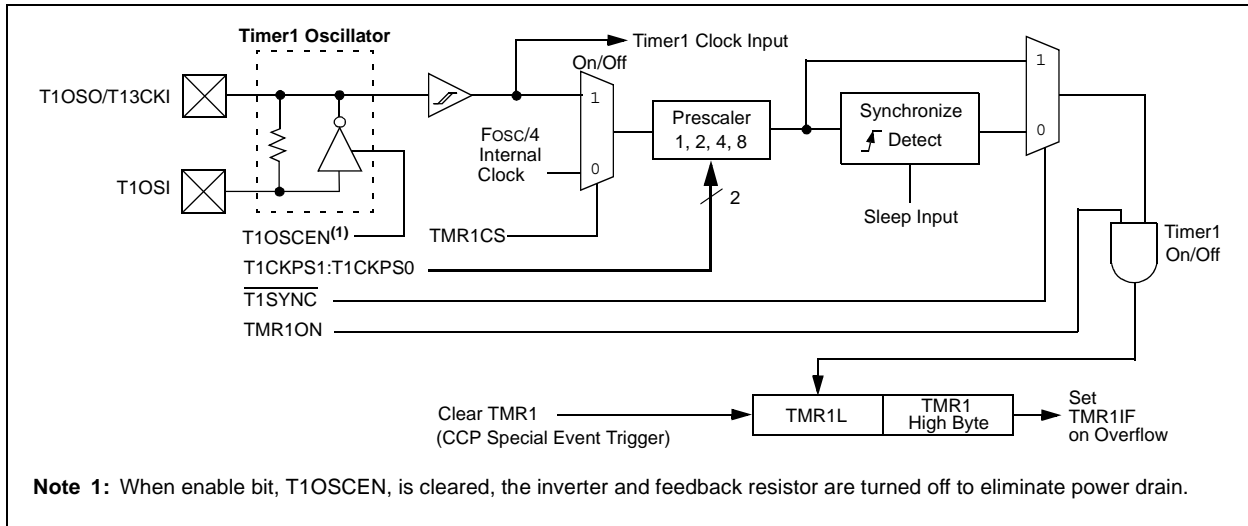 Timer1 Oscillator
Timer1 Clock Input
On/Off
T1OSO/T13CKI
1
1
FOSC/4
Internal
Clock
0
Prescaler
1, 2, 4, 8
Synchronize
Detect
0
T1OSI
2
Sleep Input
T1OSCEN(1)
TMR1CS
Timer1
On/Off
T1CKPS1:T1CKPS0
T1SYNC
TMR1ON
Clear TMR1
(CCP Special Event Trigger)
TMR1L
TMR1
High Byte
Set
TMR1IF
on Overflow
Note 1: When enable bit, T1OSCEN, is cleared, the inverter and feedback resistor are turned off to eliminate power drain.